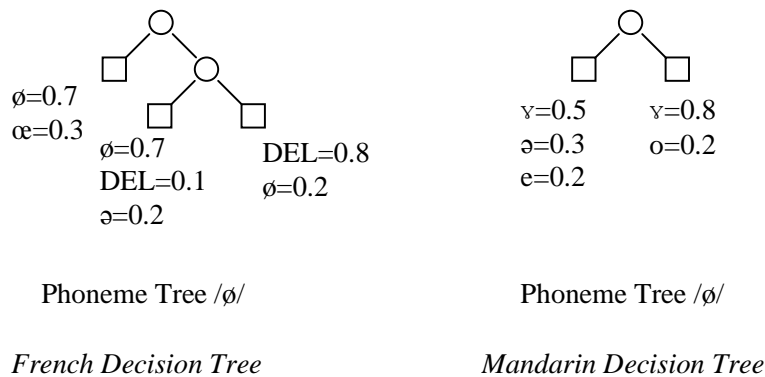 ø=0.7
œ=0.3
ø=0.7
DEL=0.1
ə=0.2
DEL=0.8
ø=0.2
Phoneme Tree /ø/
French Decision Tree
ɤ=0.5
ə=0.3
e=0.2
ɤ=0.8
o=0.2
Phoneme Tree /ø/
Mandarin Decision Tree